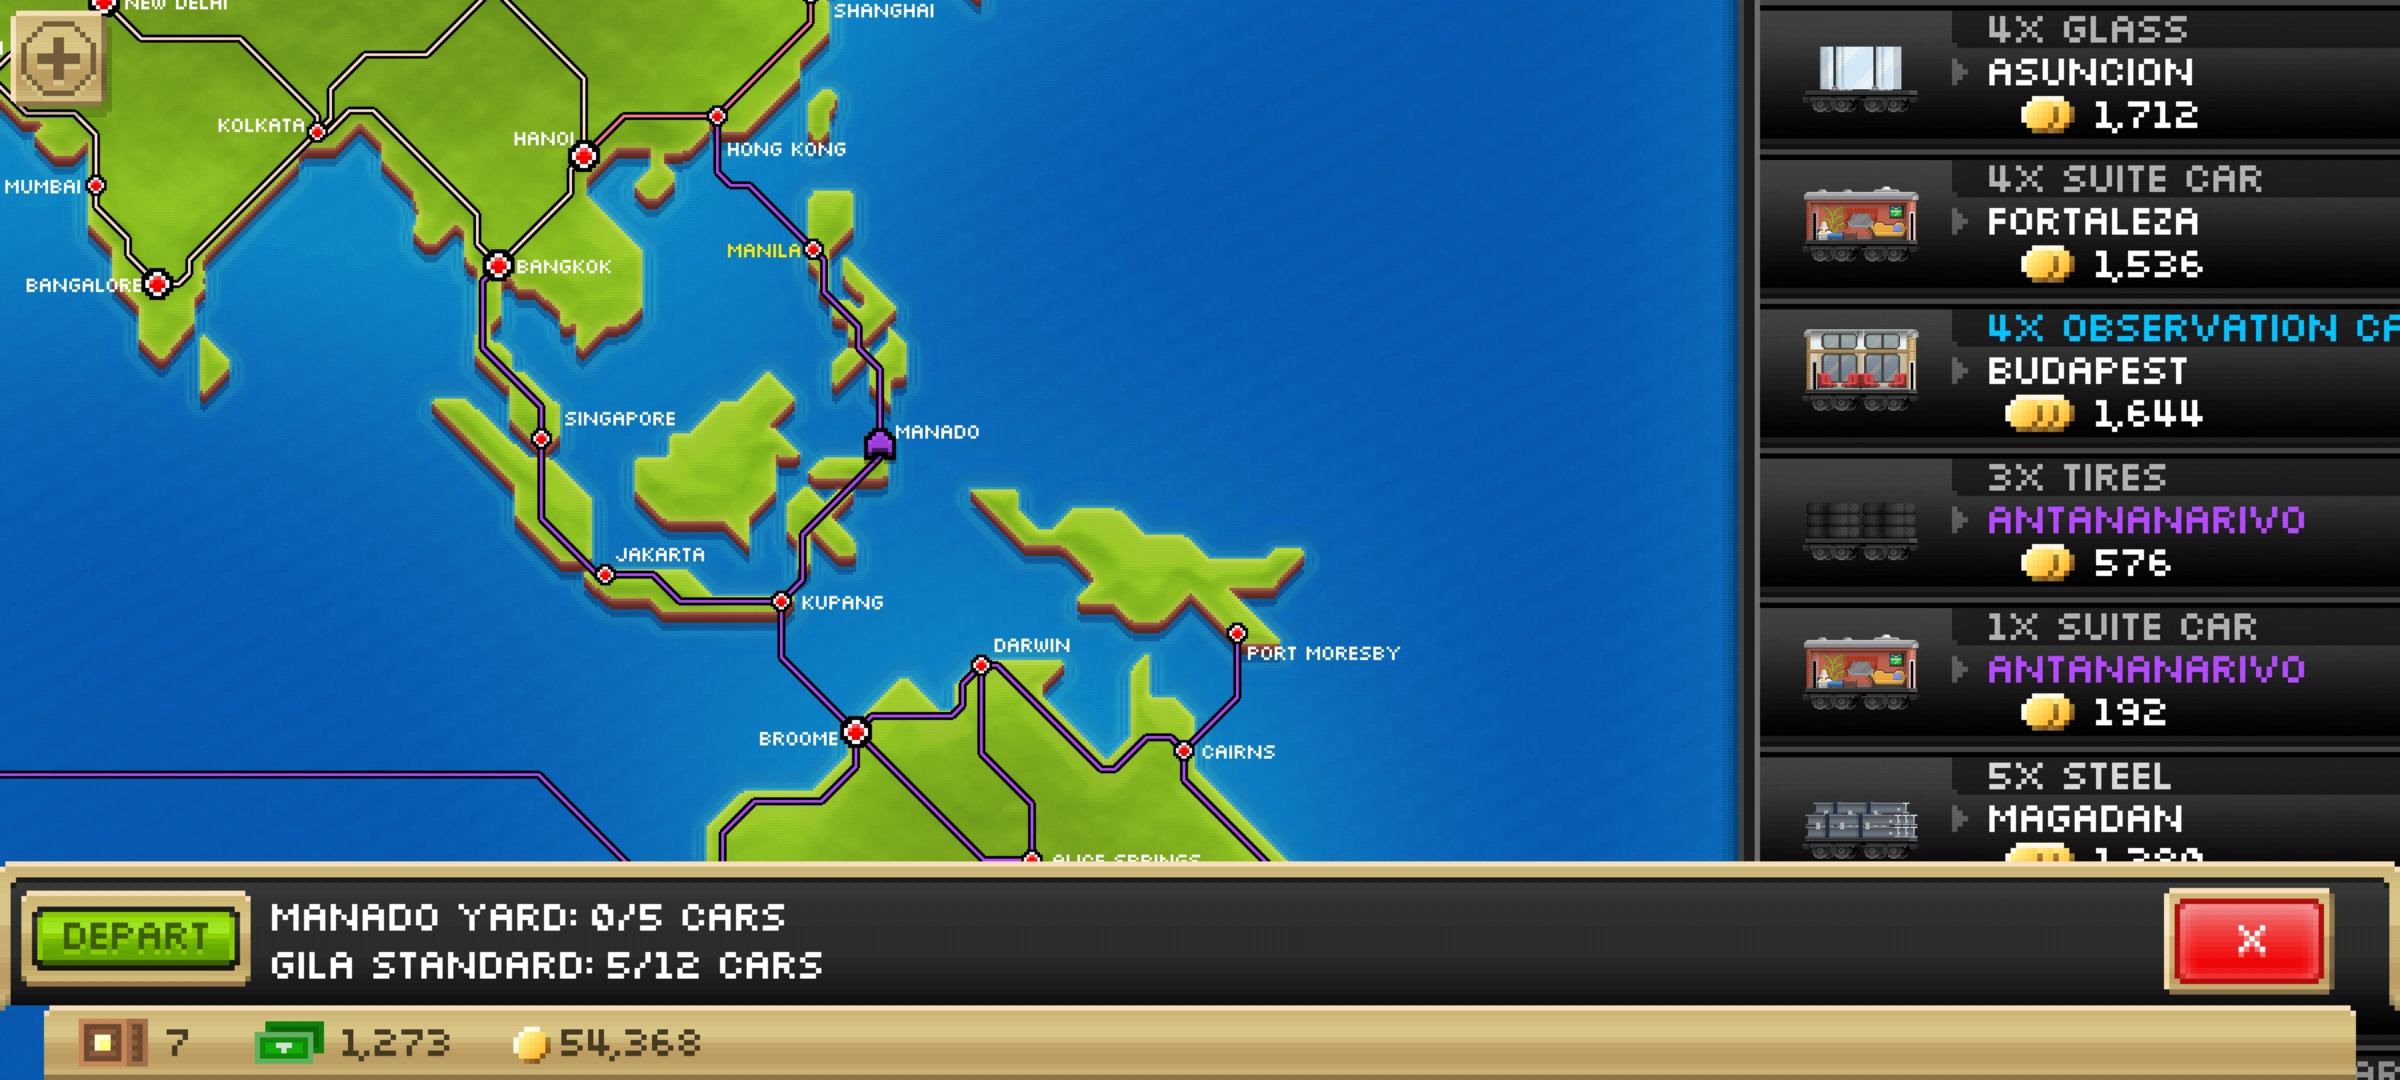 NEW DELHI
SHANGHAI
KOLKATA
HANOI
HONG KONG
MUMBAI
MANILA
BANGKOK
BANGALORE
SINGAPORE
MANADO
JAKARTA
KUPANG
DARWIN
PORT MORESBY
BROOME
CAIRNS
ALICE SPRINGS
4X GLASS
ASUNCION
1,712
4X SUITE CAR
FORTALEZA
1,536
4X OBSERVATION CA
BUDAPEST
1,644
3X TIRES
ANTANANARIVO
576
1X SUITE CAR
ANTANANARIVO
192
5X STEEL
MAGADAN
DEPART
MANADO YARD: 0/5 CARS
GILA STANDARD: 5/12 CARS
X
7
1,273
54,368